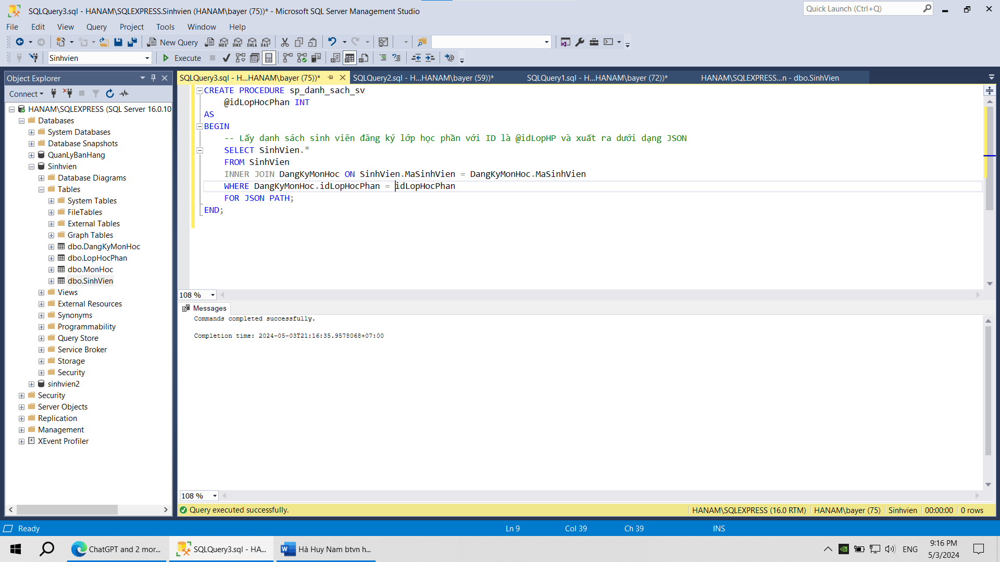 SQLQuery3.sql - HANAM\SQLEXPRESS.Sinhvien (HANAM\bayer (75))* - Microsoft SQL Server Management Studio
Quick Launch (Ctrl+Q)
File Edit View Query Project Tools Window Help
New Query MDX DMX XMLA DAX
Sinhvien Execute
Object Explorer
Connect
HANAM\SQLEXPRESS (SQL Server 16.0.10
Databases
System Databases
Database Snapshots
QuanLyBanHang
Sinhvien
Database Diagrams
Tables
System Tables
FileTables
External Tables
Graph Tables
dbo.DangKyMonHoc
dbo.LopHocPhan
dbo.MonHoc
dbo.SinhVien
Views
External Resources
Synonyms
Programmability
Query Store
Service Broker
Storage
Security
sinhvien2
Security
Server Objects
Replication
Management
XEvent Profiler
SQLQuery3.sql - H...HANAM\bayer (75))* SQLQuery2.sql - H...HANAM\bayer (59))* SQLQuery1.sql - H...HANAM\bayer (72))* HANAM\SQLEXPRESS...n - dbo.SinhVien
CREATE PROCEDURE sp_danh_sach_sv
@idLopHocPhan INT
AS
BEGIN
-- Lấy danh sách sinh viên đăng ký lớp học phần với ID là @idLopHP và xuất ra dưới dạng JSON
SELECT SinhVien.*
FROM SinhVien
INNER JOIN DangKyMonHoc ON SinhVien.MaSinhVien = DangKyMonHoc.MaSinhVien
WHERE DangKyMonHoc.idLopHocPhan = idLopHocPhan
FOR JSON PATH;
END;
108 %
Messages
Commands completed successfully.
Completion time: 2024-05-03T21:16:35.9578068+07:00
108 %
Query executed successfully. HANAM\SQLEXPRESS (16.0 RTM) HANAM\bayer (75) Sinhvien 00:00:00 0 rows
Ready Ln 9 Col 39 Ch 39 INS
ChatGPT and 2 mor... SQLQuery3.sql - HA... Hà Huy Nam btvn h... ENG 9:16 PM
5/3/2024